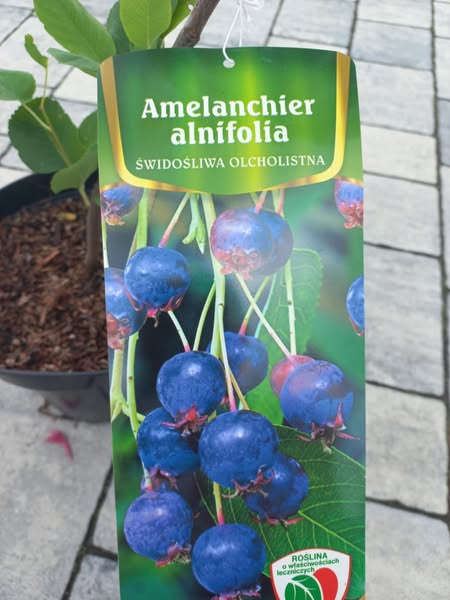 Amelanchier
alnifolia
ŚWIDOŚLIWA OLCHOLISTNA
ROŚLINA
o właściwościach
leczniczych